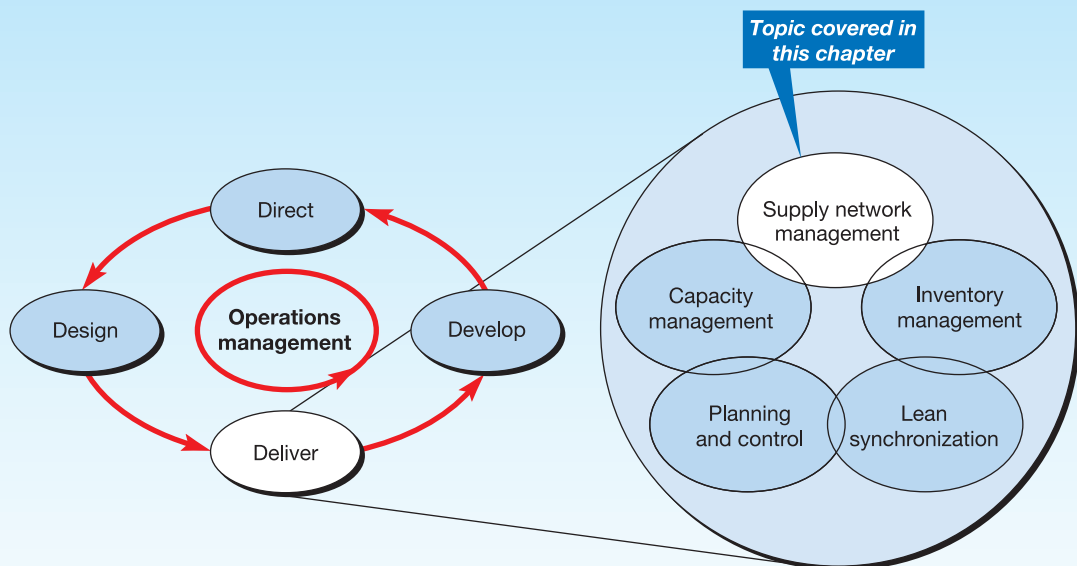 Topic covered in
this chapter
Direct
Design
Operations
management
Develop
Deliver
Supply network
management
Capacity
management
Inventory
management
Planning
and control
Lean
synchronization